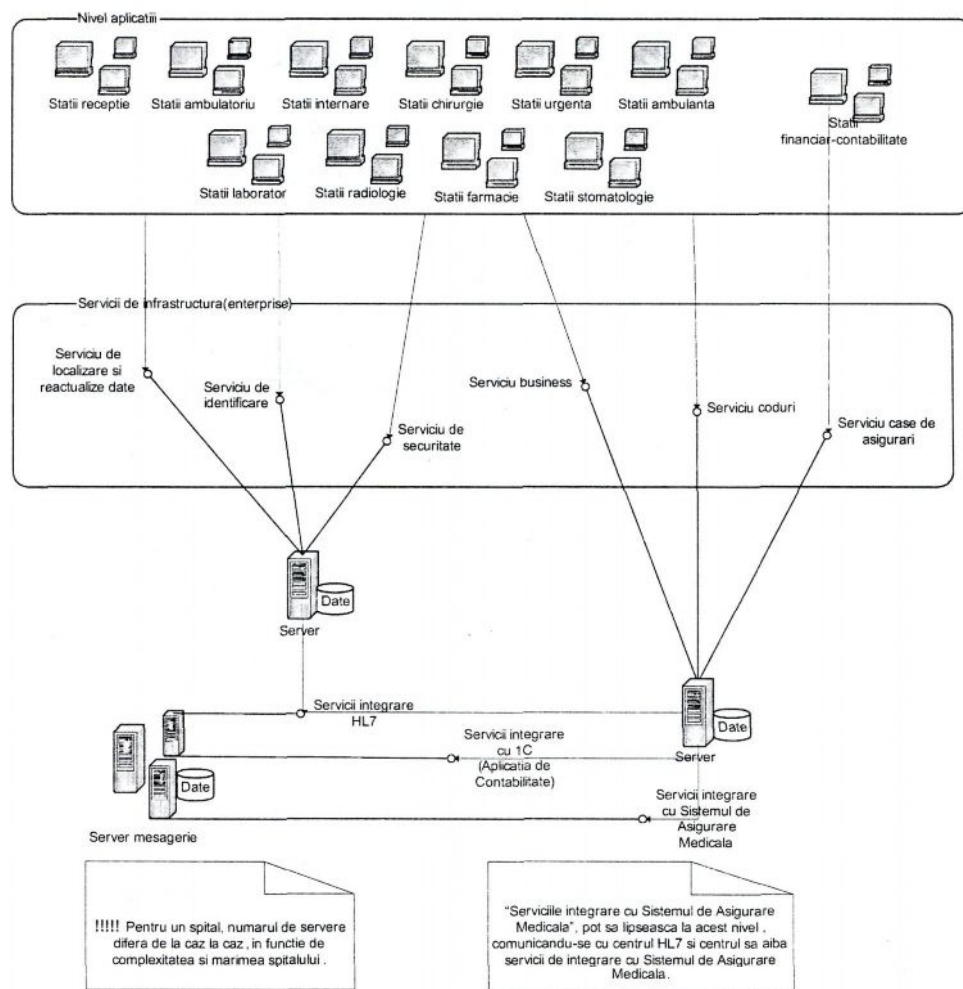 Nivel aplicatiii
Statii receptie
Statii ambulatoriu
Statii internare
Statii chirurgie
Statii urgenta
Statii ambulanta
Statii
financiar-contabilitate
Statii laborator
Statii radiologie
Statii farmacie
Statii stomatologie
Servicii de infrastructura(enterprise)
Serviciu de
localizare si
reactualize date
Serviciu de
identificare
Serviciu de
securitate
Serviciu business
Serviciu coduri
Serviciu case de
asigurari
Date
Server
Servicii integrare
HL7
Date
Server
Servicii integrare
cu 1C
(Aplicatia de
Contabilitate)
Date
Servicii integrare
cu Sistemul de
Asigurare
Medicala
Server mesagerie
!!!!! Pentru un spital, numarul de servere
difera de la caz la caz, in functie de
complexitatea si marimea spitalului.
"Serviciile integrare cu Sistemul de Asigurare
Medicala", pot sa lipseasca la acest nivel,
comunicandu-se cu centrul HL7 si centrul sa aiba
servicii de integrare cu Sistemul de Asigurare
Medicala.